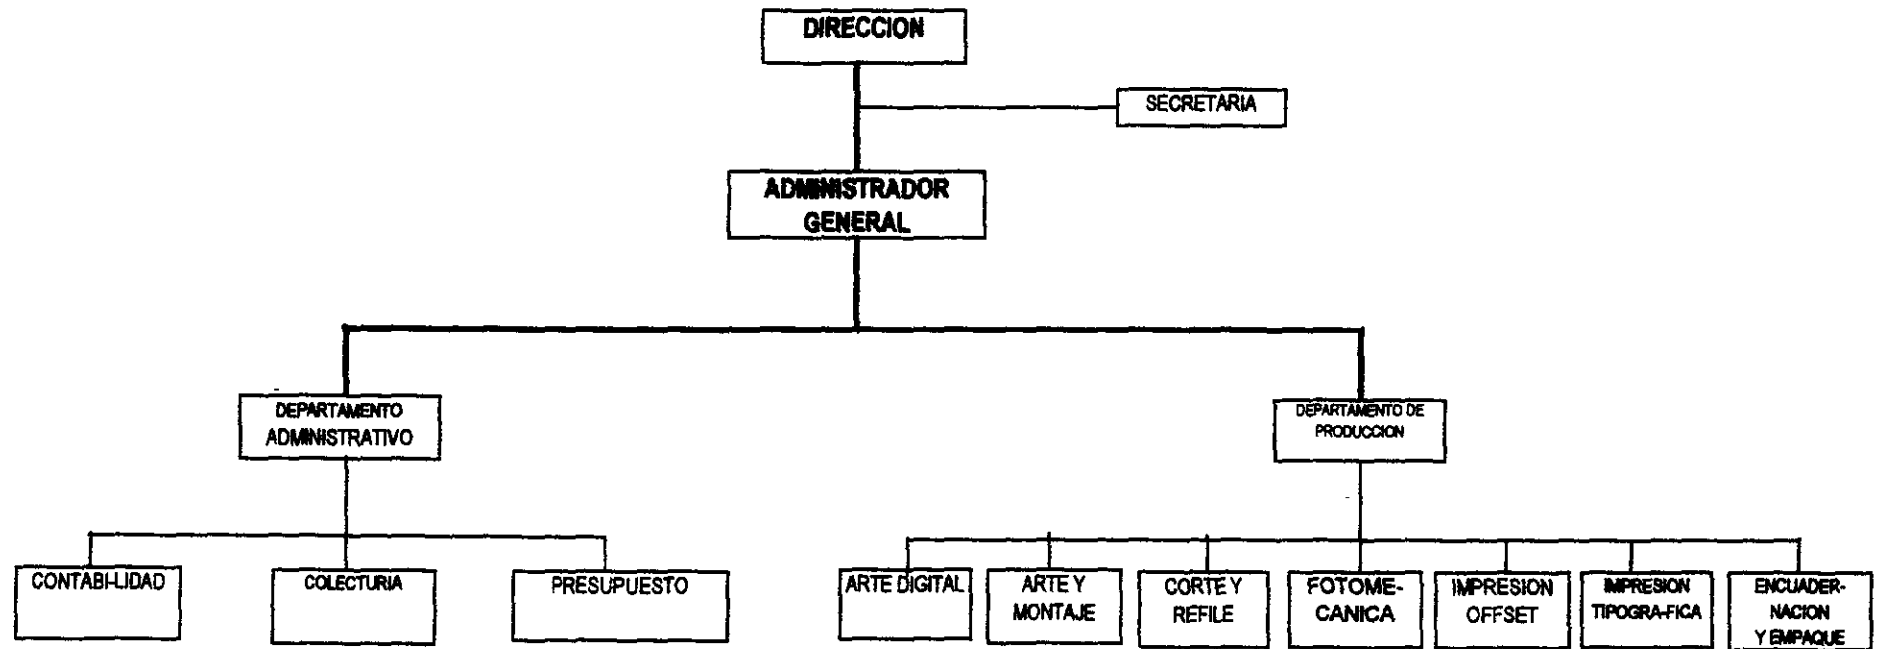 DIRECCION
SECRETARIA
ADMINISTRADOR
GENERAL
DEPARTAMENTO
ADMINISTRATIVO
DEPARTAMENTO DE
PRODUCCION
CONTABI-LIDAD
COLECTURIA
PRESUPUESTO
ARTE DIGITAL
ARTE Y
MONTAJE
CORTE Y
REFILE
FOTOME-
CANICA
IMPRESION
OFFSET
IMPRESION
TIPOGRA-FICA
ENCUADER-
NACION
Y EMPAQUE